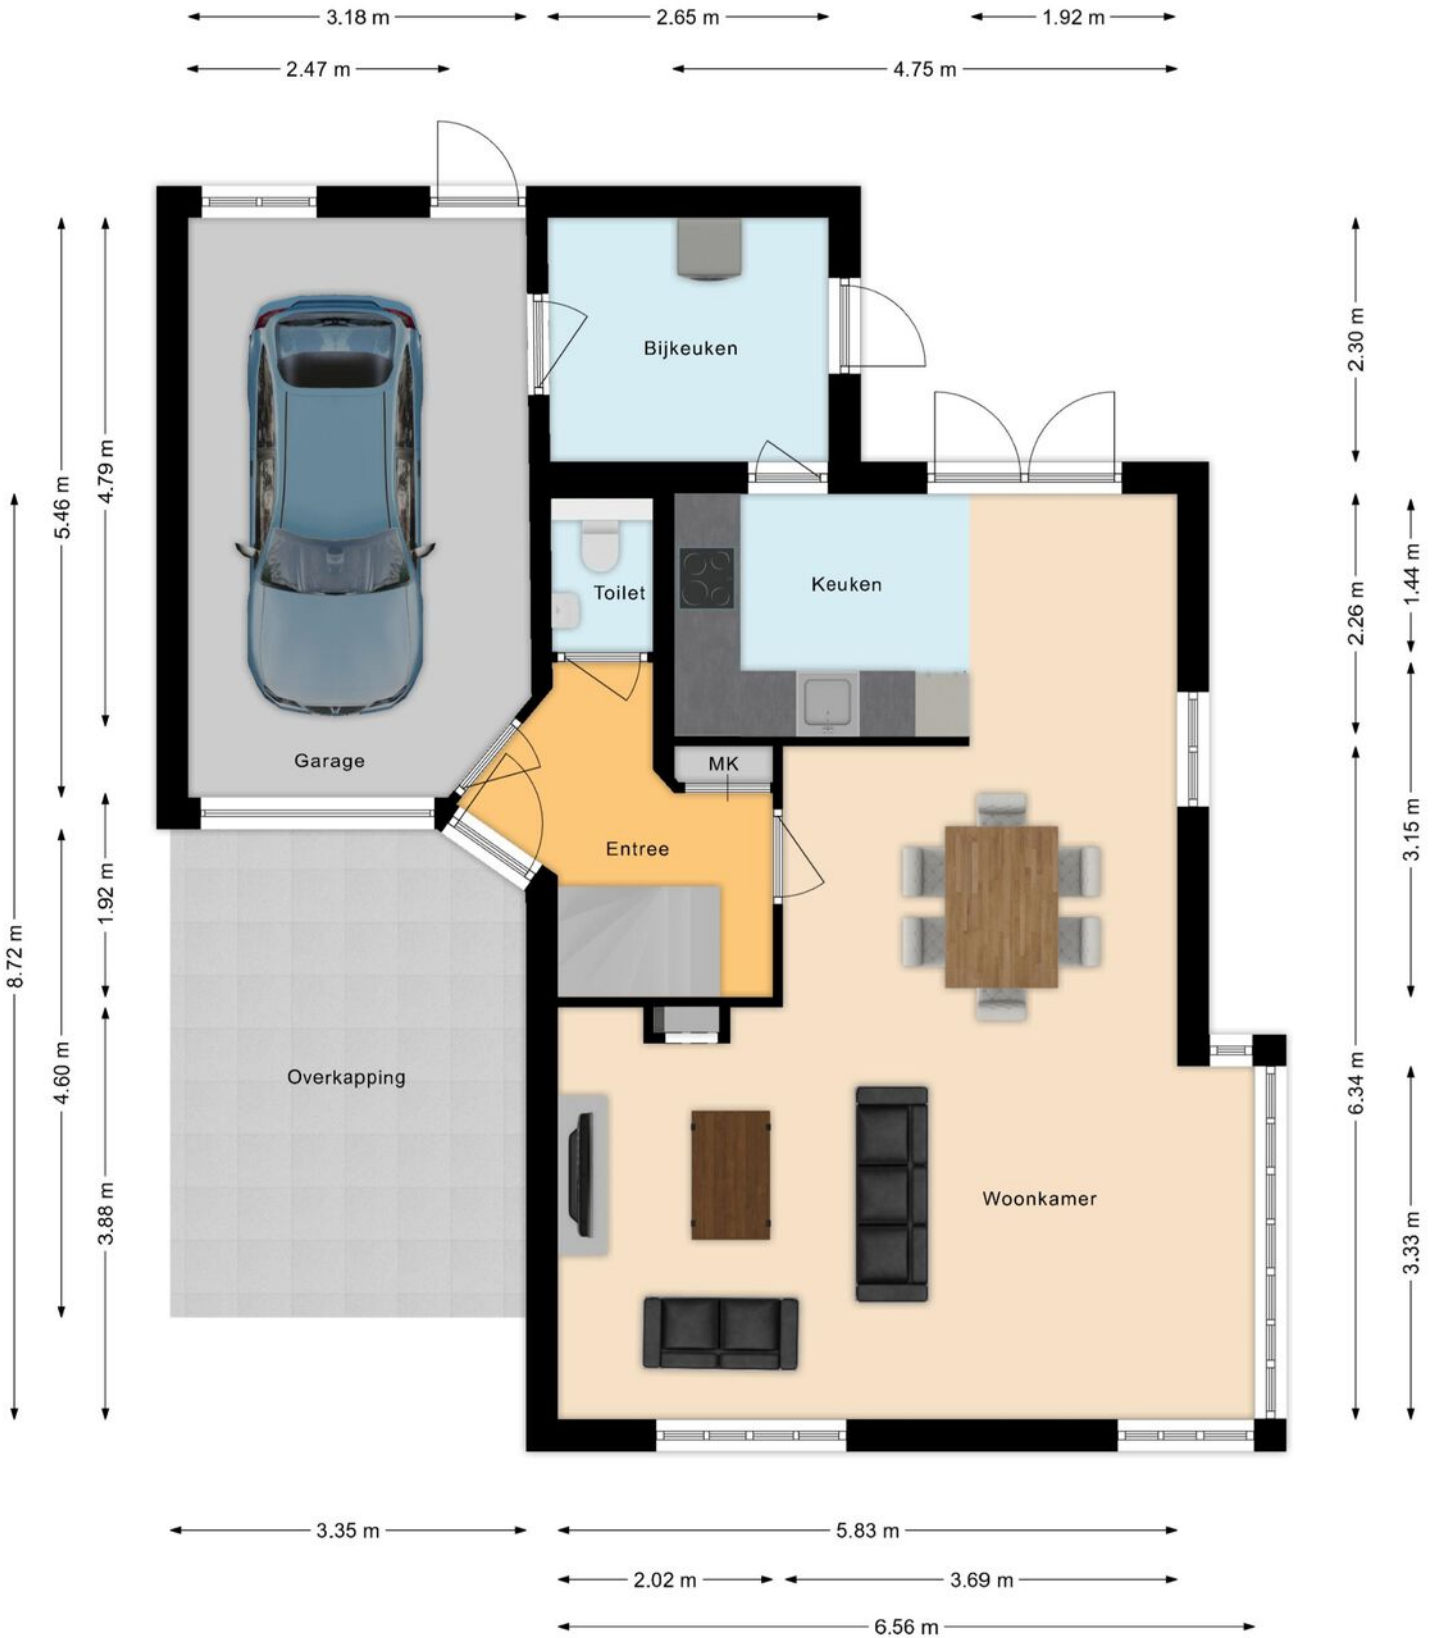 3.18 m
2.65 m
1.92 m
2.47 m
4.75 m
2.30 m
Bijkeuken
4.79 m
5.46 m
1.44 m
Keuken
Toilet
2.26 m
Garage
MK
3.15 m
Entree
1.92 m
8.72 m
4.60 m
Overkapping
6.34 m
Woonkamer
3.88 m
3.33 m
3.35 m
5.83 m
2.02 m
3.69 m
6.56 m